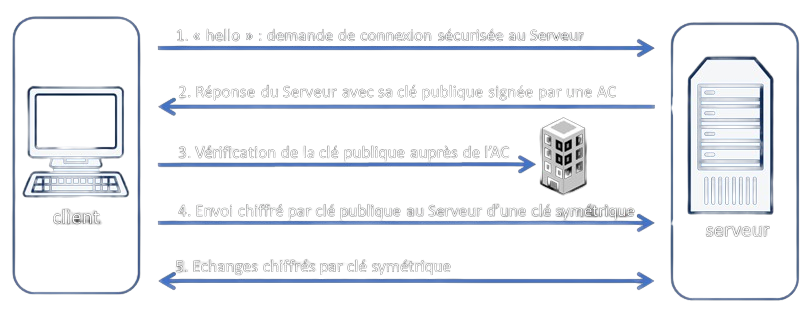 1. « hello » : demande de connexion sécurisée au Serveur
2. Réponse du Serveur avec sa clé publique signée par une AC
3. Vérification de la clé publique auprès de l'AC
client
4. Envoi chiffré par clé publique au Serveur d'une clé symétrique
serveur
5. Echanges chiffrés par clé symétrique